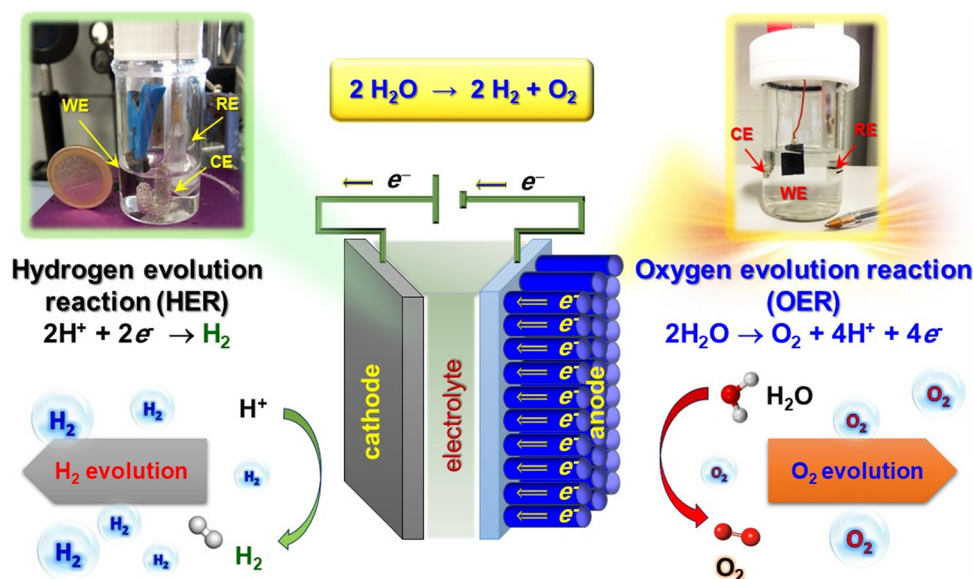 WE
RE
CE
2 H₂O → 2 H₂ + O₂
CE
RE
WE
e⁻
e⁻
Hydrogen evolution
reaction (HER)
2H⁺ + 2e⁻ → H₂
Oxygen evolution reaction
(OER)
2H₂O → O₂ + 4H⁺ + 4e⁻
cathode
electrolyte
anode
e⁻
e⁻
e⁻
e⁻
e⁻
e⁻
e⁻
e⁻
e⁻
e⁻
H₂
H₂
H⁺
H₂ evolution
H₂
H₂
H₂
H₂
H₂
H₂O
O₂
O₂
O₂
O₂ evolution
O₂
O₂